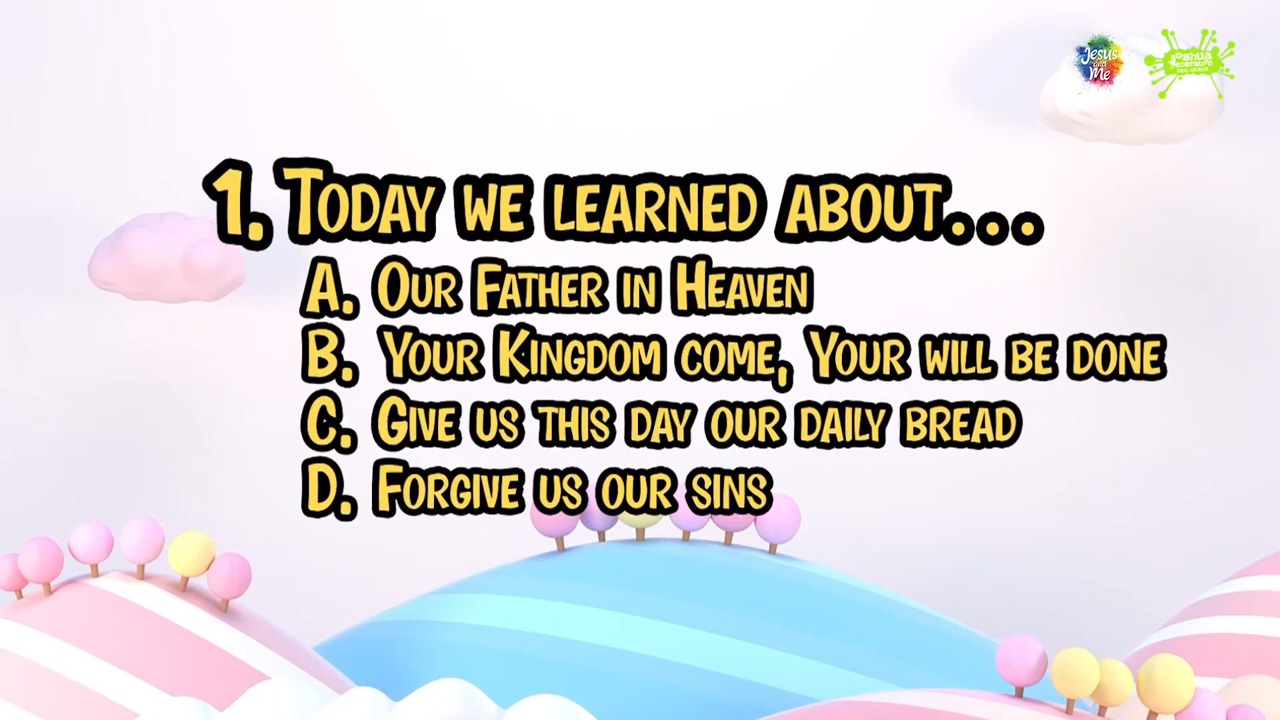 Jesus
and
Me
1. Today we learned about...
A. Our Father in Heaven
B. Your Kingdom come, Your will be done
C. Give us this day our daily bread
D. Forgive us our sins